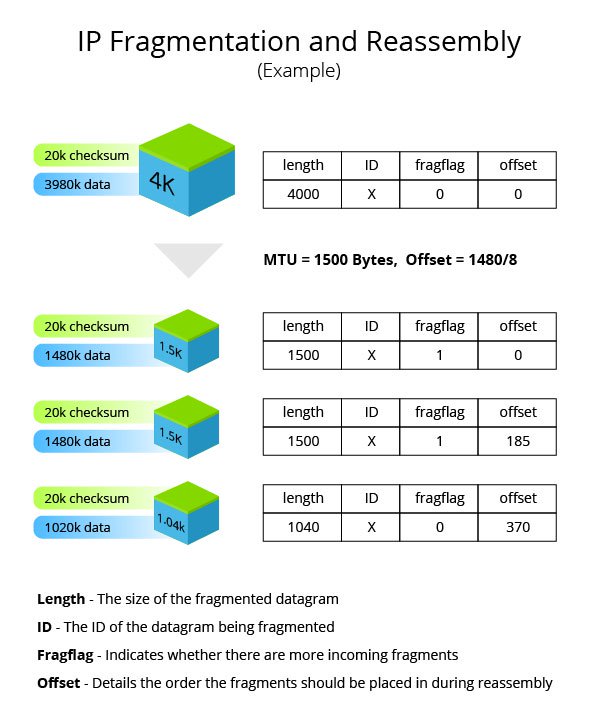 IP Fragmentation and Reassembly
(Example)
20k checksum
3980k data
4K
length ID fragflag offset
4000 X 0 0
MTU = 1500 Bytes, Offset = 1480/8
20k checksum
1480k data
1.5K
length ID fragflag offset
1500 X 1 0
20k checksum
1480k data
1.5K
length ID fragflag offset
1500 X 1 185
20k checksum
1020k data
1.04k
length ID fragflag offset
1040 X 0 370
Length - The size of the fragmented datagram
ID - The ID of the datagram being fragmented
Fragflag - Indicates whether there are more incoming fragments
Offset - Details the order the fragments should be placed in during reassembly